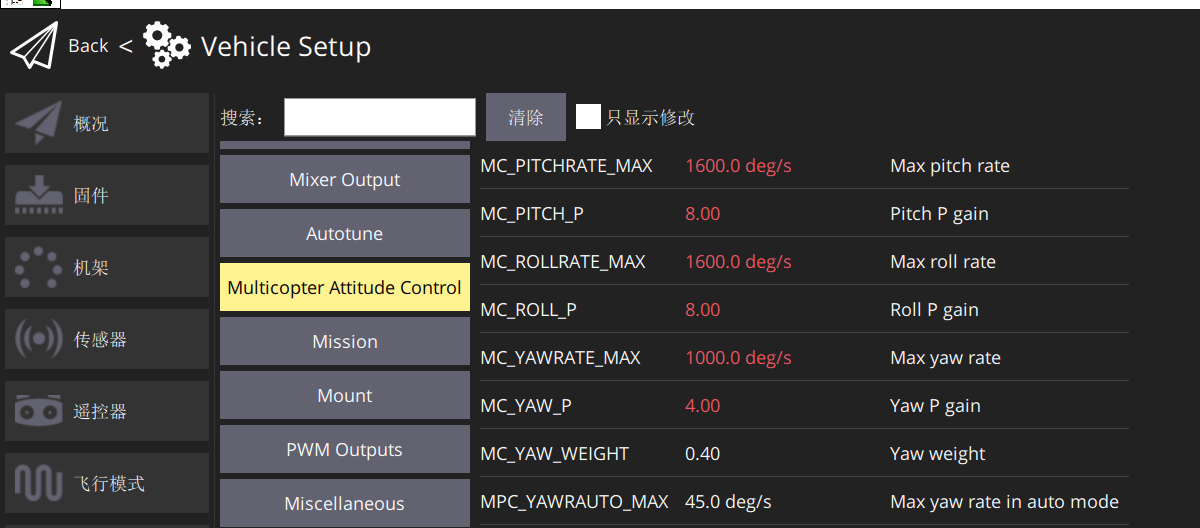 Back < Vehicle Setup
搜索： 清除 只显示修改
概况
固件
机架
传感器
遥控器
飞行模式
Mixer Output
Autotune
Multicopter Attitude Control
Mission
Mount
PWM Outputs
Miscellaneous
MC_PITCHRATE_MAX 1600.0 deg/s Max pitch rate
MC_PITCH_P 8.00 Pitch P gain
MC_ROLLRATE_MAX 1600.0 deg/s Max roll rate
MC_ROLL_P 8.00 Roll P gain
MC_YAWRATE_MAX 1000.0 deg/s Max yaw rate
MC_YAW_P 4.00 Yaw P gain
MC_YAW_WEIGHT 0.40 Yaw weight
MPC_YAWRAUTO_MAX 45.0 deg/s Max yaw rate in auto mode